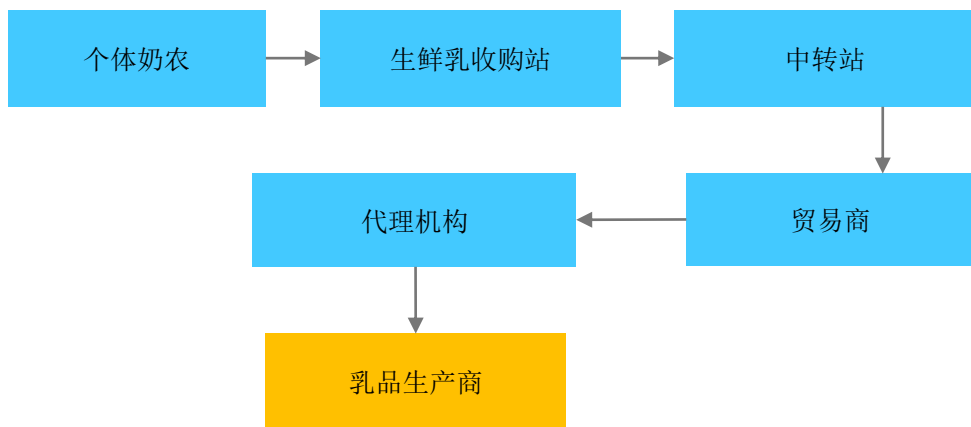 个体奶农
生鲜乳收购站
中转站
贸易商
代理机构
乳品生产商